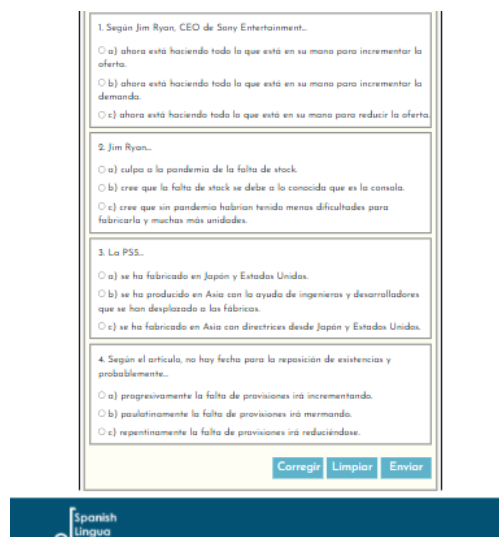 1. Según Jim Ryan, CEO de Sony Entertainment...
a) ahora está haciendo todo lo que está en su mano para incrementar la
oferta.
b) ahora está haciendo todo lo que está en su mano para incrementar la
demanda.
c) ahora está haciendo todo lo que está en su mano para reducir la oferta.
2. Jim Ryan...
a) culpa a la pandemia de la falta de stock.
b) cree que la falta de stock se debe a lo conocida que es la consola.
c) cree que sin pandemia habrían tenido menos dificultades para
fabricarla y muchas más unidades.
3. La PS5...
a) se ha fabricado en Japón y Estados Unidos.
b) se ha producido en Asia con la ayuda de ingenieros y desarrolladores
que se han desplazado a las fábricas.
c) se ha fabricado en Asia con directrices desde Japón y Estados Unidos.
4. Según el artículo, no hay fecha para la reposición de existencias y
probablemente...
a) progresivamente la falta de provisiones irá incrementando.
b) paulatinamente la falta de provisiones irá mermando.
c) repentinamente la falta de provisiones irá reduciéndose.
Corregir Limpiar Enviar
Spanish
Lingua